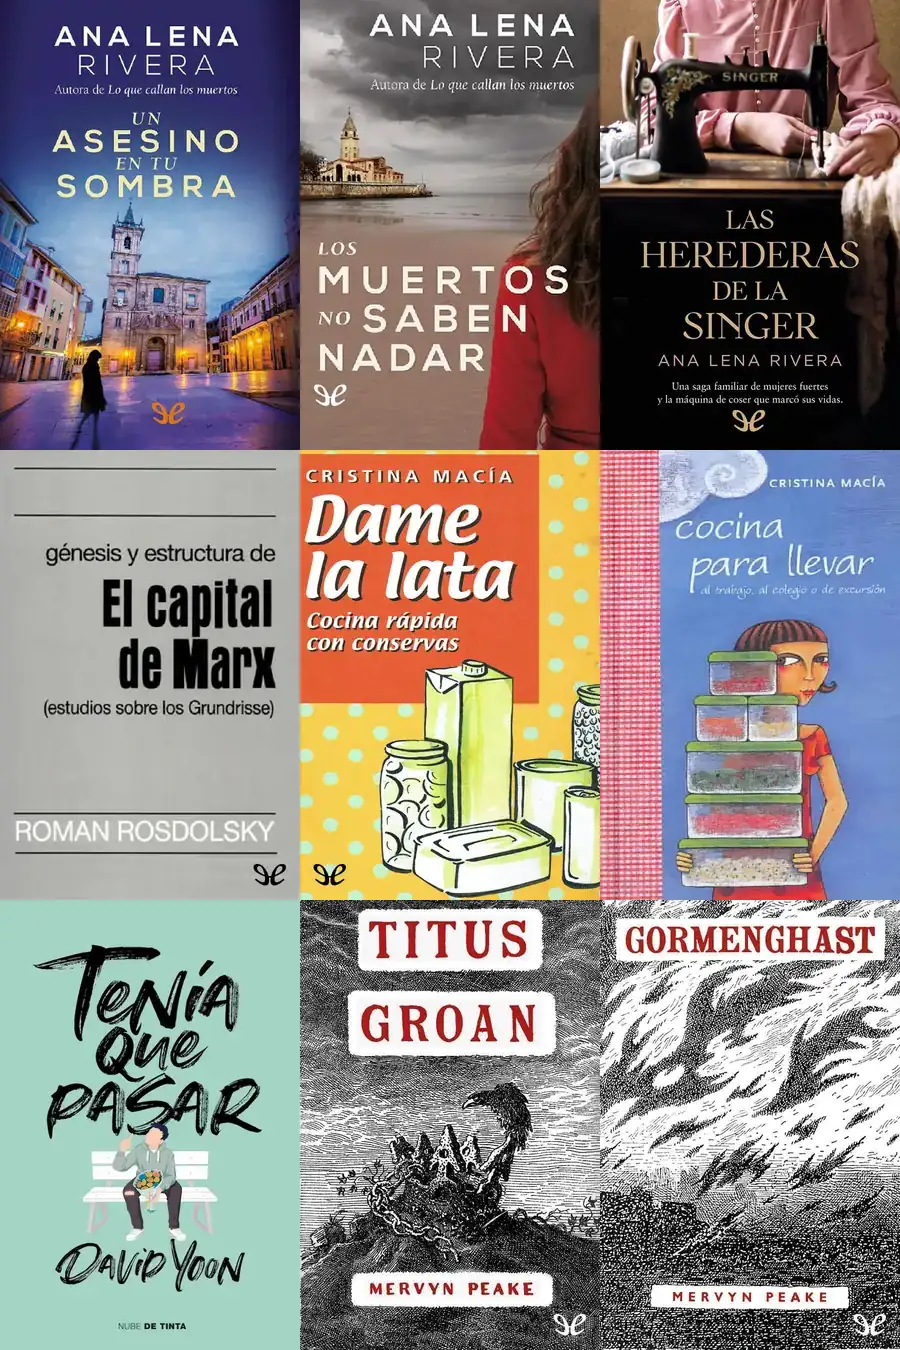 ANA LENA
RIVERA
Autora de Lo que callan los muertos
UN
ASESINO
EN TU
SOMBRA
ANA LENA
RIVERA
Autora de Lo que callan los muertos
LOS
MUERTOS
NO SABEN
NADAR
SINGER
LAS
HEREDERAS
DE LA
SINGER
ANA LENA RIVERA
Una saga familiar de mujeres fuertes
y la máquina de coser que marcó sus vidas.
génesis y estructura de
El capital
de Marx
(estudios sobre los Grundrisse)
ROMAN ROSDOLSKY
CRISTINA MACÍA
Dame
la lata
Cocina rápida
con conservas
CRISTINA MACÍA
cocina
para llevar
al trabajo, al colegio o de excursión
TENÍA
QUE
PASAR
DAVID YOON
NUBE DE TINTA
TITUS
GROAN
MERVYN PEAKE
GORMENGHAST
MERVYN PEAKE